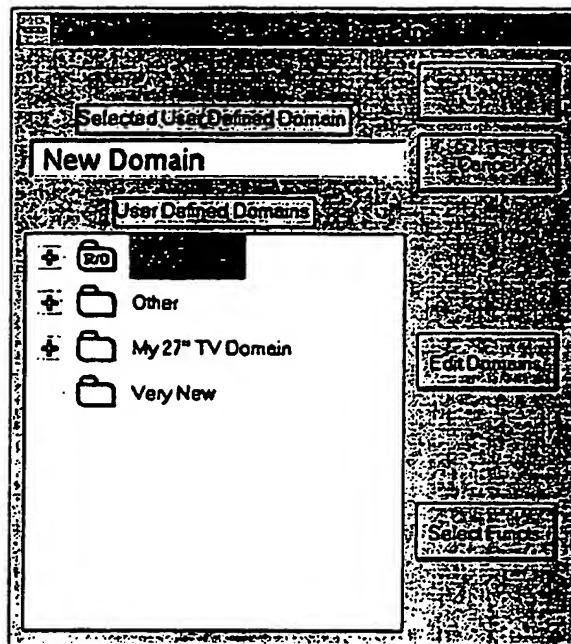 Selected User Defined Domain
New Domain
Cancel
User Defined Domains
R/O
Other
My 27" TV Domain
Very New
Edit Domains
Select Functs